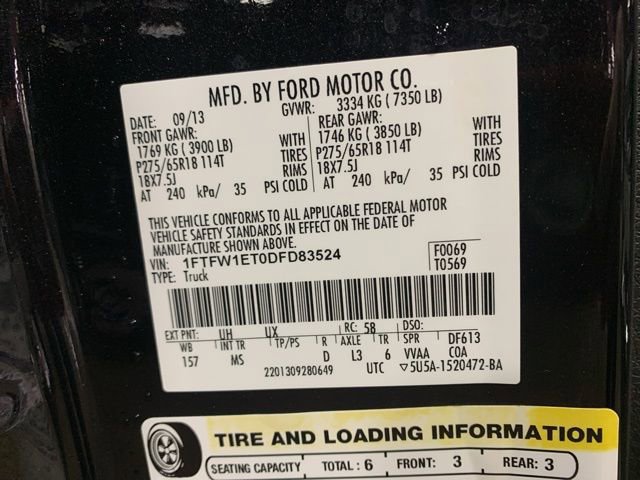 MFD. BY FORD MOTOR CO.
DATE: 09/13 GVWR: 3334 KG ( 7350 LB)
FRONT GAWR: REAR GAWR:
1769 KG ( 3900 LB) WITH 1746 KG ( 3850 LB) WITH
P275/65R18 114T TIRES P275/65R18 114T TIRES
18X7.5J RIMS 18X7.5J RIMS
AT 240 kPa/ 35 PSI COLD AT 240 kPa/ 35 PSI COLD
THIS VEHICLE CONFORMS TO ALL APPLICABLE FEDERAL MOTOR
VEHICLE SAFETY STANDARDS IN EFFECT ON THE DATE OF
MANUFACTURE SHOWN ABOVE.
VIN: 1FTFW1ET0DFD83524 F0069
TYPE: Truck T0569
EXT PNT: UH UX RC: 58 DSO:
WB INT TR TP/PS R AXLE TR SPR DF613
157 MS D L3 6 VVAA COA
2201309280649 UTC ▽5U5A-1520472-BA
TIRE AND LOADING INFORMATION
SEATING CAPACITY TOTAL : 6 FRONT: 3 REAR: 3